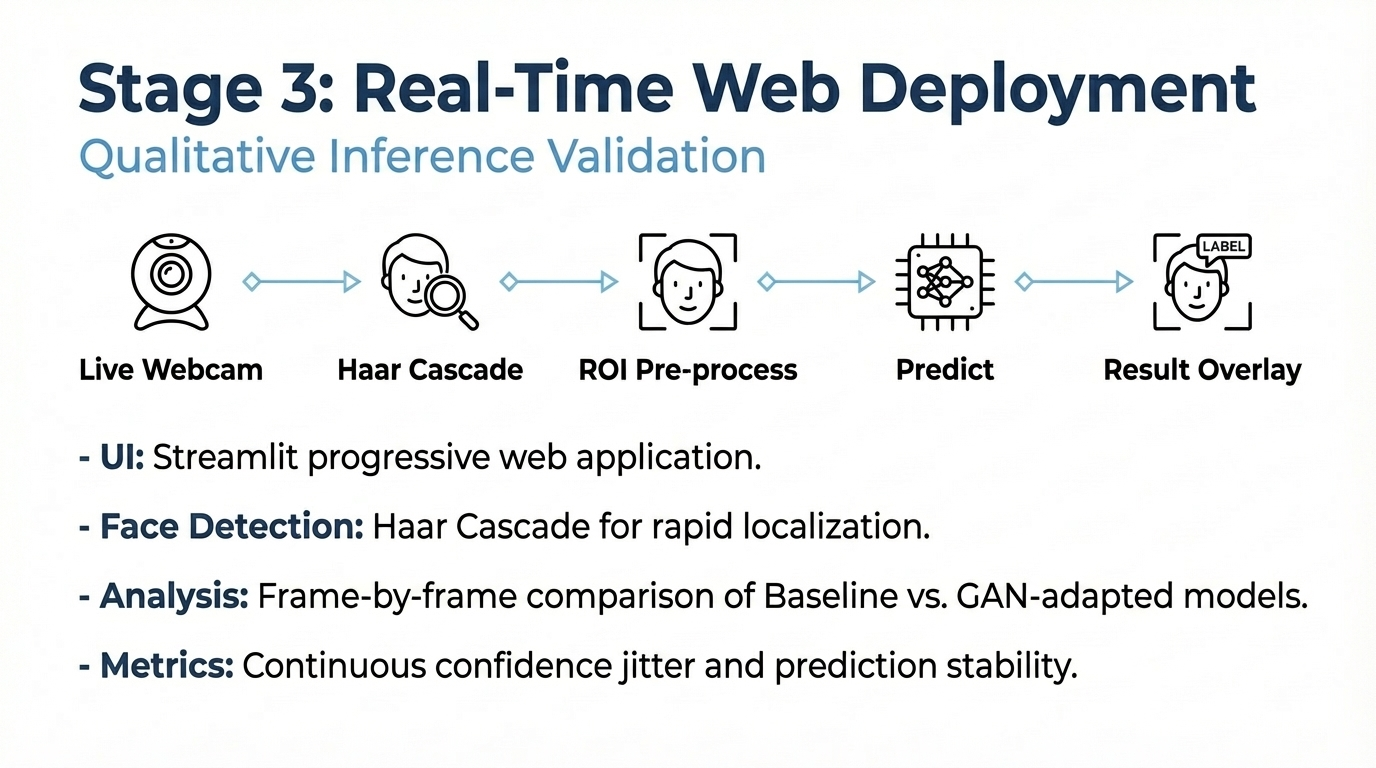 Stage 3: Real-Time Web Deployment
Qualitative Inference Validation
LABEL
Live Webcam
Haar Cascade
ROI Pre-process
Predict
Result Overlay
- UI: Streamlit progressive web application.
- Face Detection: Haar Cascade for rapid localization.
- Analysis: Frame-by-frame comparison of Baseline vs. GAN-adapted models.
- Metrics: Continuous confidence jitter and prediction stability.